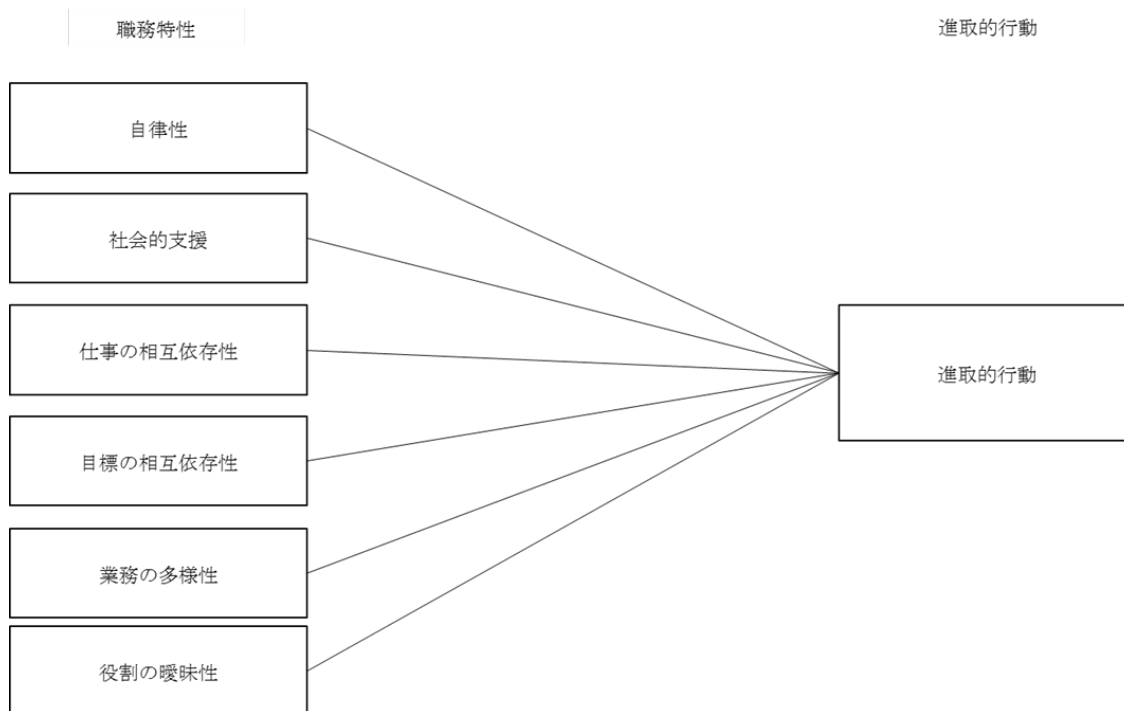 職務特性
進取的行動
自律性
社会的支援
仕事の相互依存性
目標の相互依存性
業務の多様性
役割の曖昧性
進取的行動